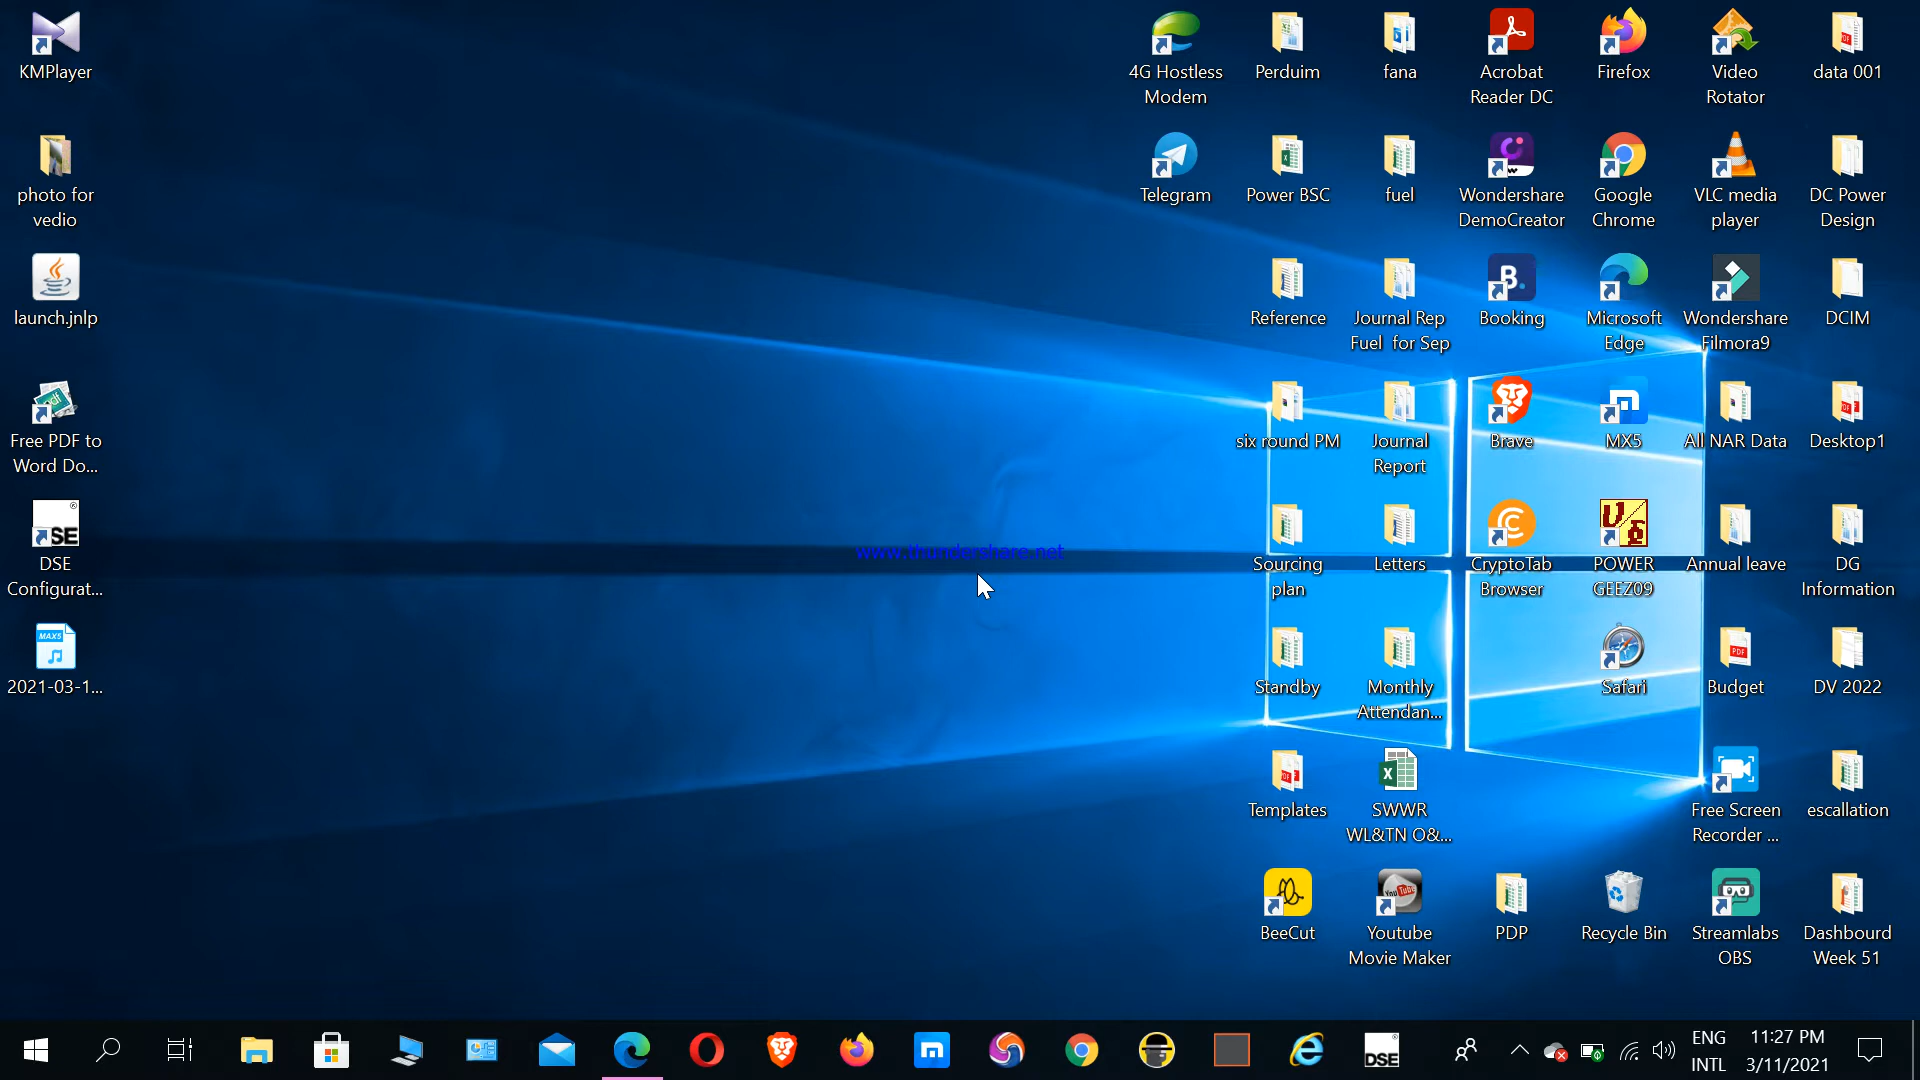 KMPlayer
photo for
vedio
launch.jnlp
Free PDF to
Word Do...
DSE
Configurat...
2021-03-1...
4G Hostless
Modem
Telegram
Perduim
Power BSC
Reference
six round PM
Sourcing
plan
Standby
Templates
BeeCut
fana
fuel
Journal Rep
Fuel for Sep
Journal
Report
Letters
Monthly
Attendan...
SWWR
WL&TN O&...
Youtube
Movie Maker
Acrobat
Reader DC
Wondershare
DemoCreator
Booking
Brave
CryptoTab
Browser
PDP
Firefox
Google
Chrome
Microsoft
Edge
MX5
POWER
GEEZ09
Safari
Recycle Bin
Video
Rotator
VLC media
player
Wondershare
Filmora9
All NAR Data
Annual leave
Budget
Free Screen
Recorder ...
Streamlabs
OBS
data 001
DC Power
Design
DCIM
Desktop1
DG
Information
DV 2022
escallation
Dashbourd
Week 51
www.thundershare.net
DSE
ENG
INTL
11:27 PM
3/11/2021